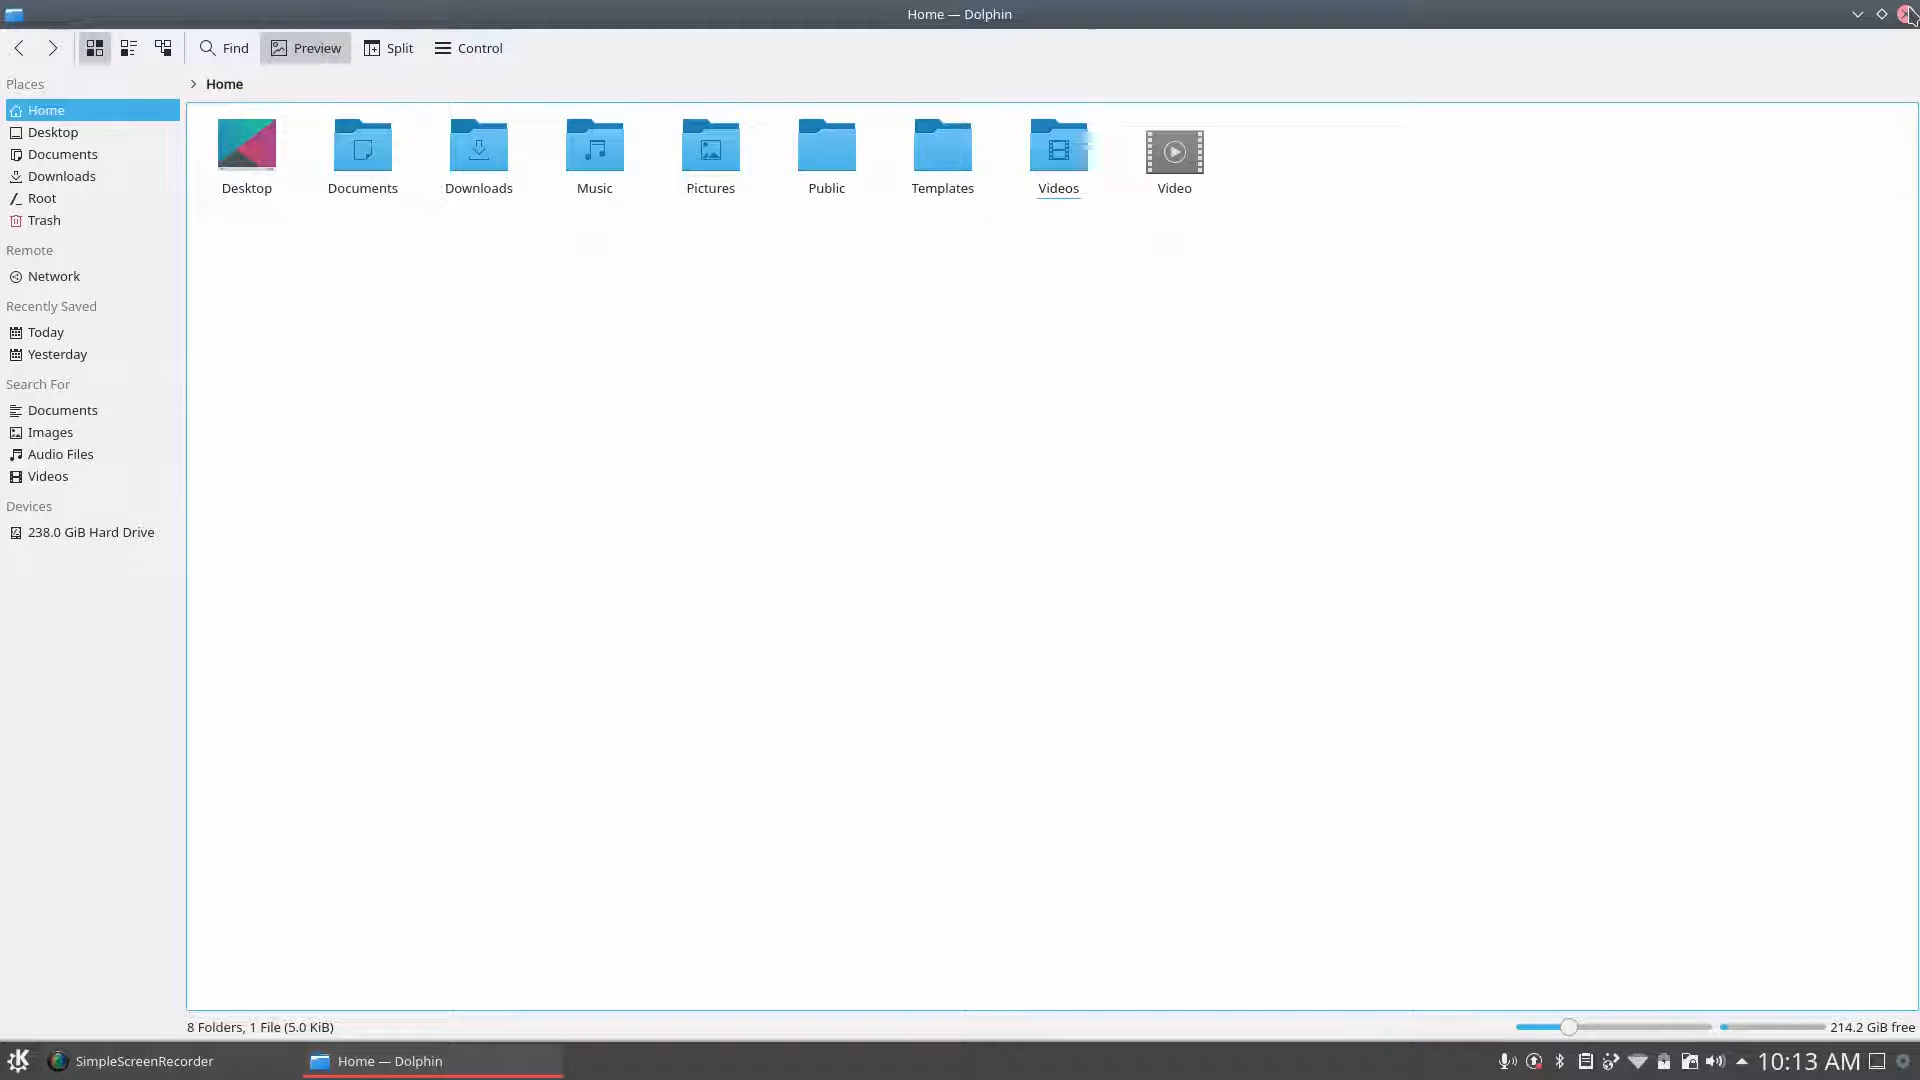 Home — Dolphin
Find
Preview
Split
Control
Places
Home
Home
Desktop
Documents
Downloads
Root
Trash
Remote
Network
Recently Saved
Today
Yesterday
Search For
Documents
Images
Audio Files
Videos
Devices
238.0 GiB Hard Drive
Desktop
Documents
Downloads
Music
Pictures
Public
Templates
Videos
Video
8 Folders, 1 File (5.0 KiB)
214.2 GiB free
SimpleScreenRecorder
Home — Dolphin
10:13 AM